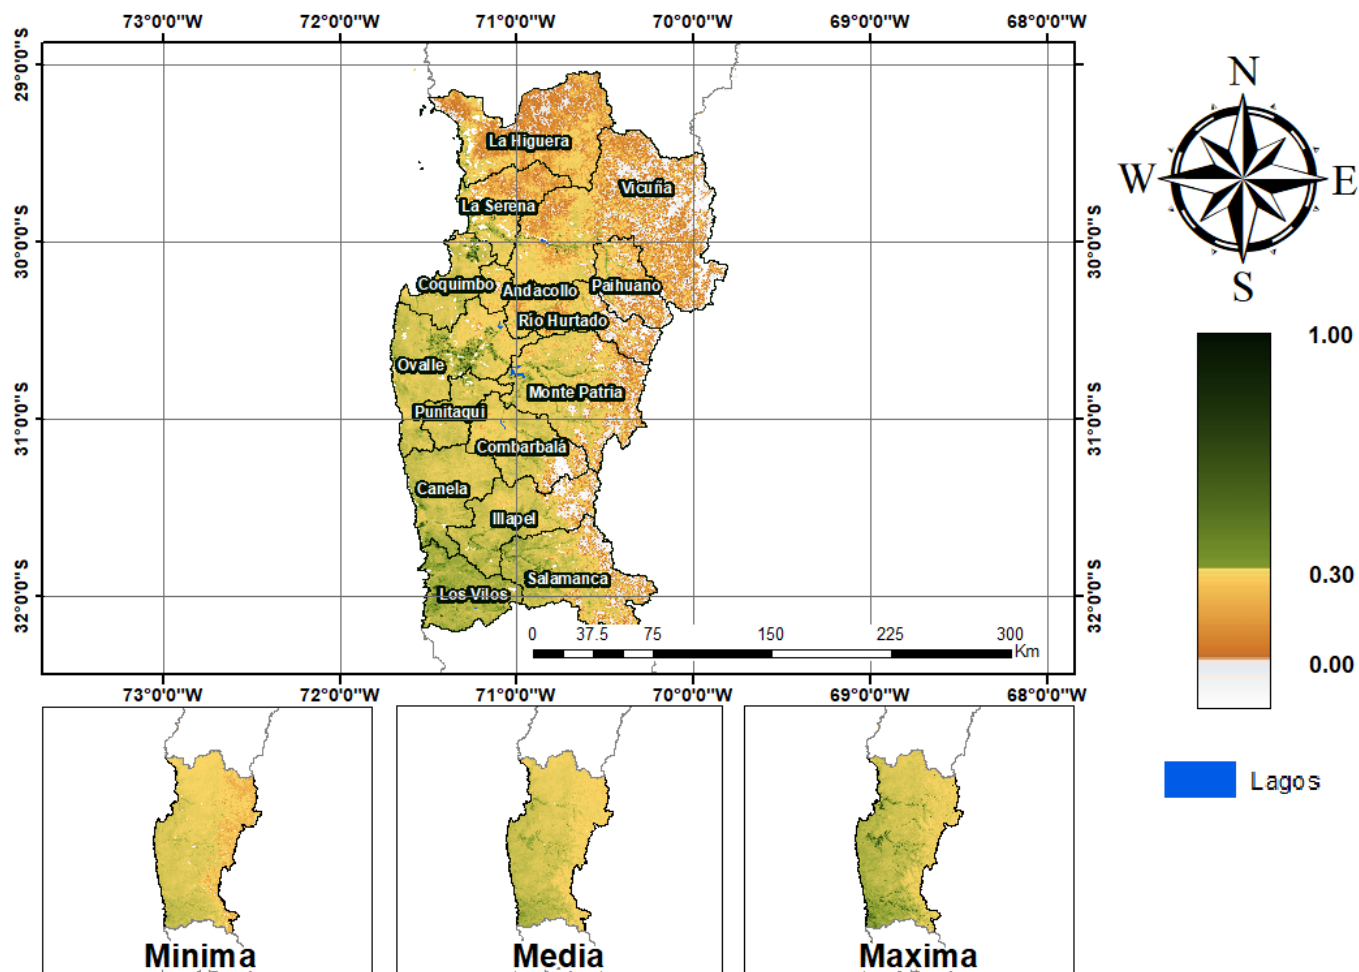 73°0'0"W 72°0'0"W 71°0'0"W 70°0'0"W 69°0'0"W 68°0'0"W
29°0'0"S
29°0'0"S
30°0'0"S
30°0'0"S
31°0'0"S
31°0'0"S
32°0'0"S
32°0'0"S
La Higuera
Vicuña
La Serena
Coquimbo
Andacollo
Paihuano
Río Hurtado
Ovalle
Monte Patria
Punitaqui
Combarbalá
Canela
Illapel
Salamanca
Los Vilos
0 37.5 75 150 225 300
Km
73°0'0"W 72°0'0"W 71°0'0"W 70°0'0"W 69°0'0"W 68°0'0"W
N
W E
S
1.00
0.30
0.00
Lagos
Minima Media Maxima